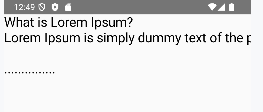 12:49
What is Lorem Ipsum?
Lorem Ipsum is simply dummy text of the
...............